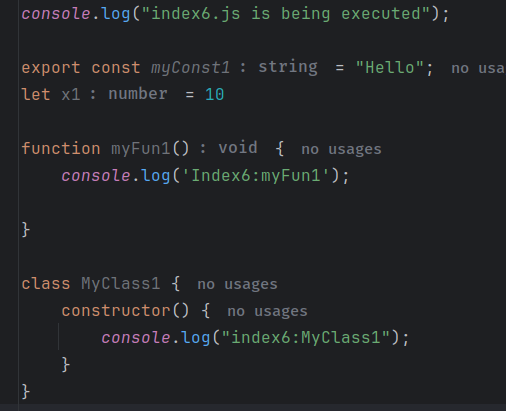 console.log("index6.js is being executed");
export const myConst1 : string = "Hello"; no usa
let x1 : number = 10
function myFun1() : void { no usages
console.log('Index6:myFun1');
}
class MyClass1 { no usages
constructor() { no usages
console.log("index6:MyClass1");
}
}